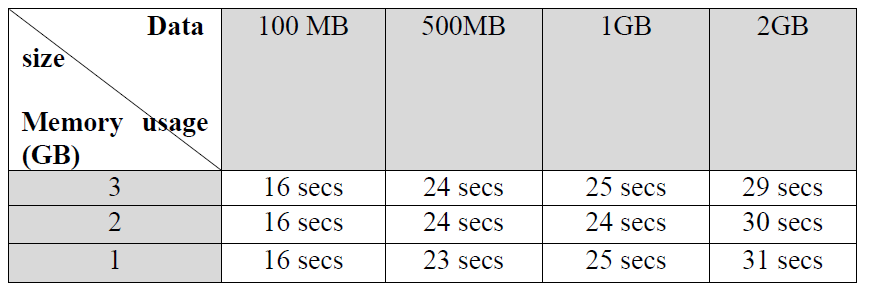 Data 100 MB 500MB 1GB 2GB
size
Memory usage
(GB)
3 16 secs 24 secs 25 secs 29 secs
2 16 secs 24 secs 24 secs 30 secs
1 16 secs 23 secs 25 secs 31 secs